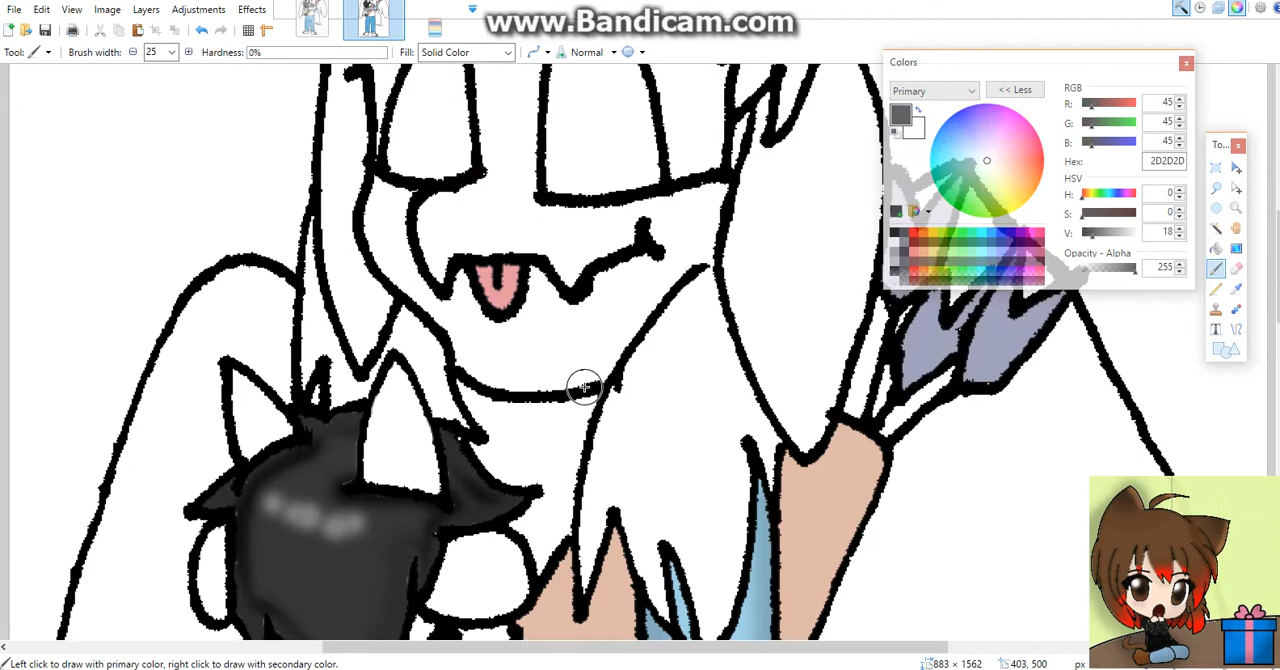 File Edit View Image Layers Adjustments Effects
www.Bandicam.com
Tool: Brush width: 25 Hardness: 0% Fill: Solid Color Normal
Colors
Primary << Less RGB
R: 45
G: 45
B: 45
Hex: 2D2D2D
HSV
H: 0
S: 0
V: 18
Opacity - Alpha
255
To...
Left click to draw with primary color, right click to draw with secondary color. 883 × 1562 403, 500 px